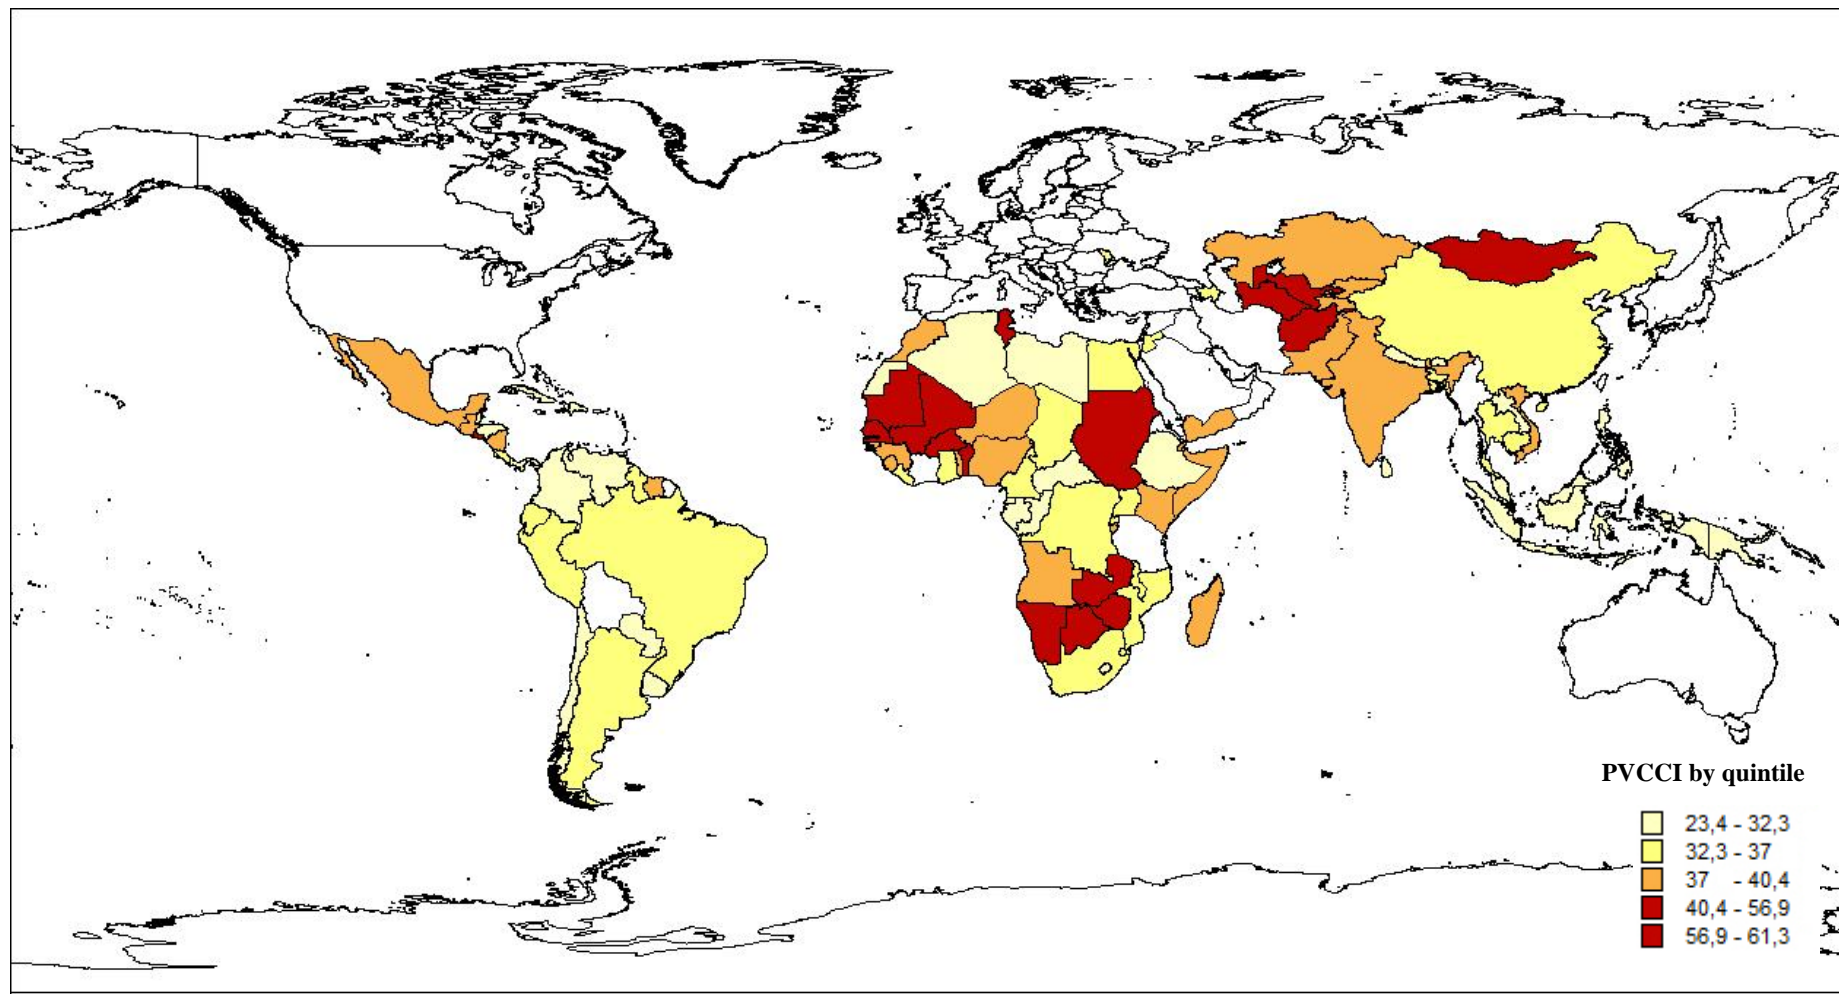 PVCCI by quintile
23,4 - 32,3
32,3 - 37
37 - 40,4
40,4 - 56,9
56,9 - 61,3